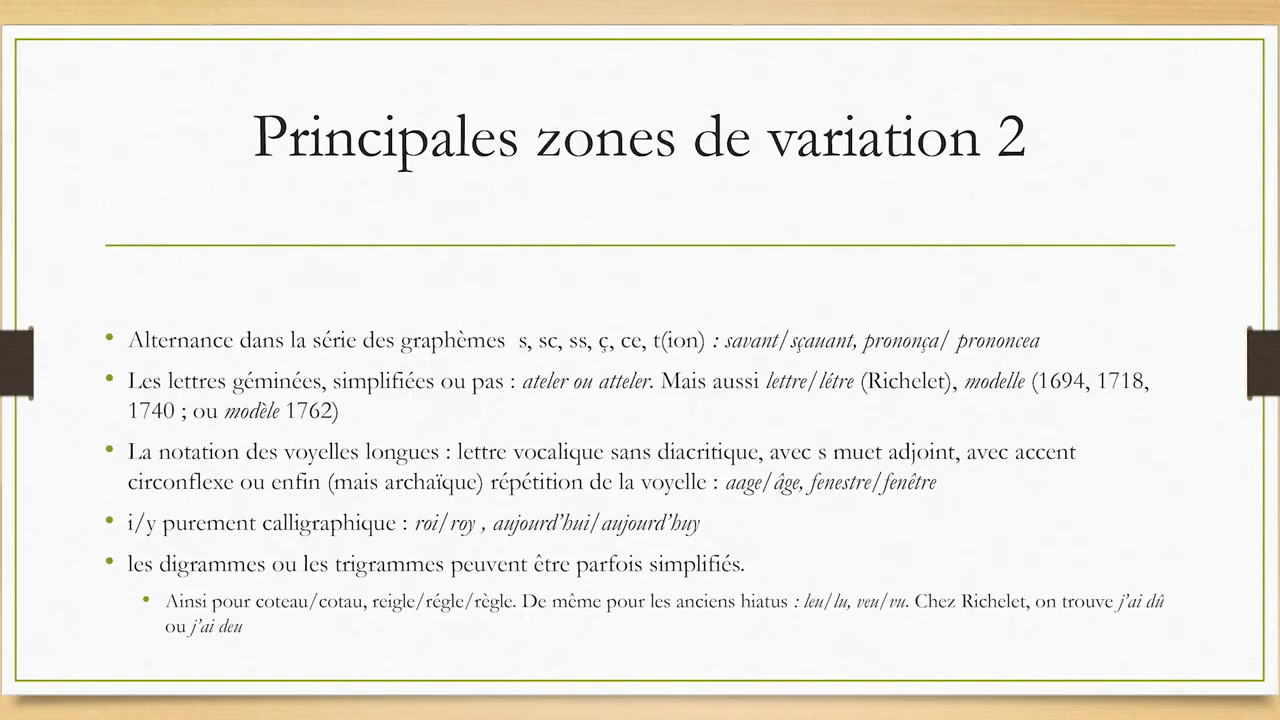 Principales zones de variation 2
• Alternance dans la série des graphèmes s, sc, ss, ç, ce, t(ion) : savant/sçauant, prononça/ prononcea
• Les lettres géminées, simplifiées ou pas : ateler ou atteler. Mais aussi lettre/létre (Richelet), modelle (1694, 1718,
1740 ; ou modèle 1762)
• La notation des voyelles longues : lettre vocalique sans diacritique, avec s muet adjoint, avec accent
circonflexe ou enfin (mais archaïque) répétition de la voyelle : aage/âge, fenestre/fenêtre
• i/y purement calligraphique : roi/roy , aujourd’hui/aujourd’huy
• les digrammes ou les trigrammes peuvent être parfois simplifiés.
• Ainsi pour coteau/cotau, reigle/régle/règle. De même pour les anciens hiatus : leu/lu, veu/vu. Chez Richelet, on trouve j’ai dû
ou j’ai deu